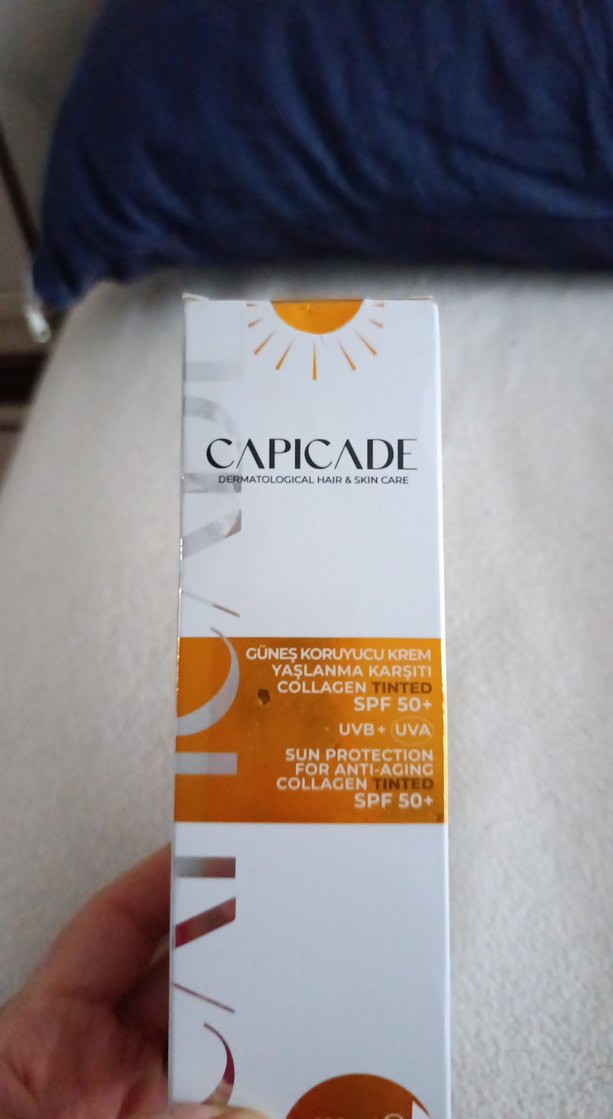 CAPICADE
DERMATOLOGICAL HAIR & SKIN CARE
GÜNEŞ KORUYUCU KREM
YAŞLANMA KARŞITI
COLLAGEN TINTED
SPF 50+
UVB + UVA
SUN PROTECTION
FOR ANTI-AGING
COLLAGEN TINTED
SPF 50+